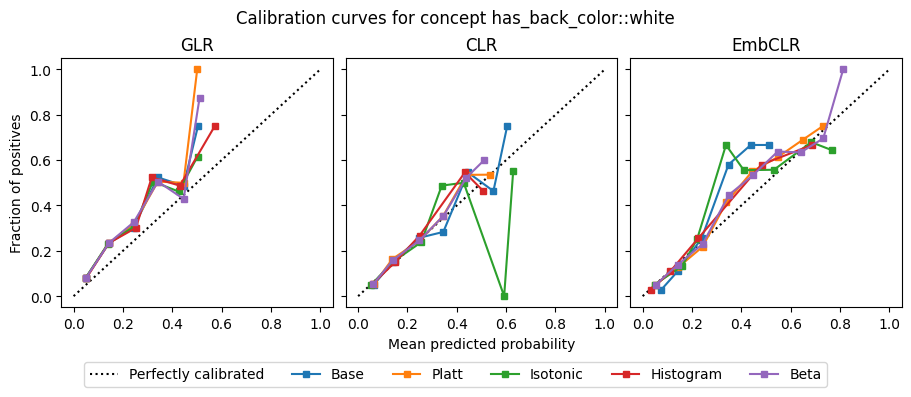 Calibration curves for concept has_back_color::white
GLR
CLR
EmbCLR
Fraction of positives
1.0
0.8
0.6
0.4
0.2
0.0
0.0 0.2 0.4 0.6 0.8 1.0
0.0 0.2 0.4 0.6 0.8 1.0
0.0 0.2 0.4 0.6 0.8 1.0
Mean predicted probability
Perfectly calibrated Base Platt Isotonic Histogram Beta